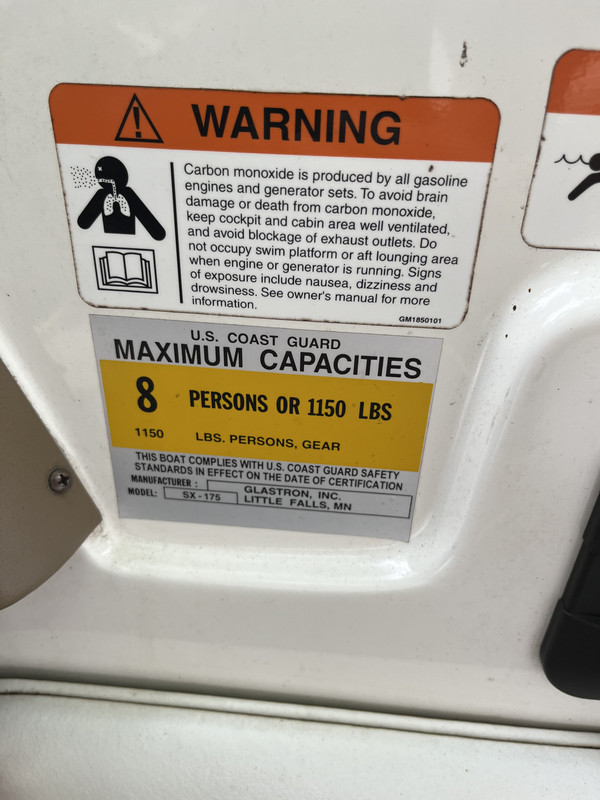 WARNING
Carbon monoxide is produced by all gasoline
engines and generator sets. To avoid brain
damage or death from carbon monoxide,
keep cockpit and cabin area well ventilated,
and avoid blockage of exhaust outlets. Do
not occupy swim platform or aft lounging area
when engine or generator is running. Signs
of exposure include nausea, dizziness and
drowsiness. See owner's manual for more
information.
GM1850101
U.S. COAST GUARD
MAXIMUM CAPACITIES
8 PERSONS OR 1150 LBS
1150 LBS. PERSONS, GEAR
THIS BOAT COMPLIES WITH U.S. COAST GUARD SAFETY
STANDARDS IN EFFECT ON THE DATE OF CERTIFICATION
MANUFACTURER : GLASTRON, INC.
MODEL: SX-175 LITTLE FALLS, MN